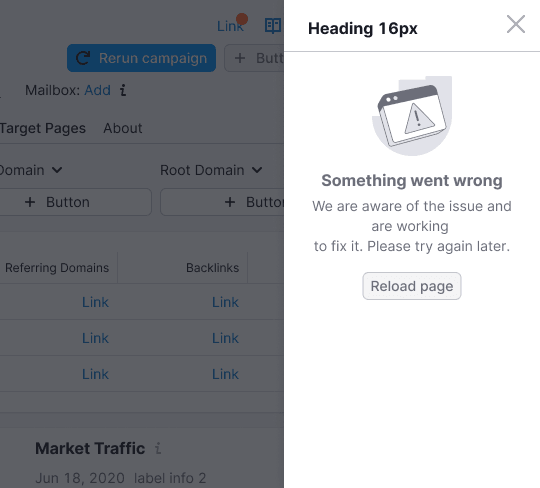 Link
Heading 16px
Rerun campaign
+ Butt
Mailbox: Add i
Target Pages About
Domain Root Domain
+ Button + Butto
Referring Domains Backlinks
Link Link
Link Link
Link Link
Market Traffic i
Jun 18, 2020 label info 2
Something went wrong
We are aware of the issue and
are working
to fix it. Please try again later.
Reload page